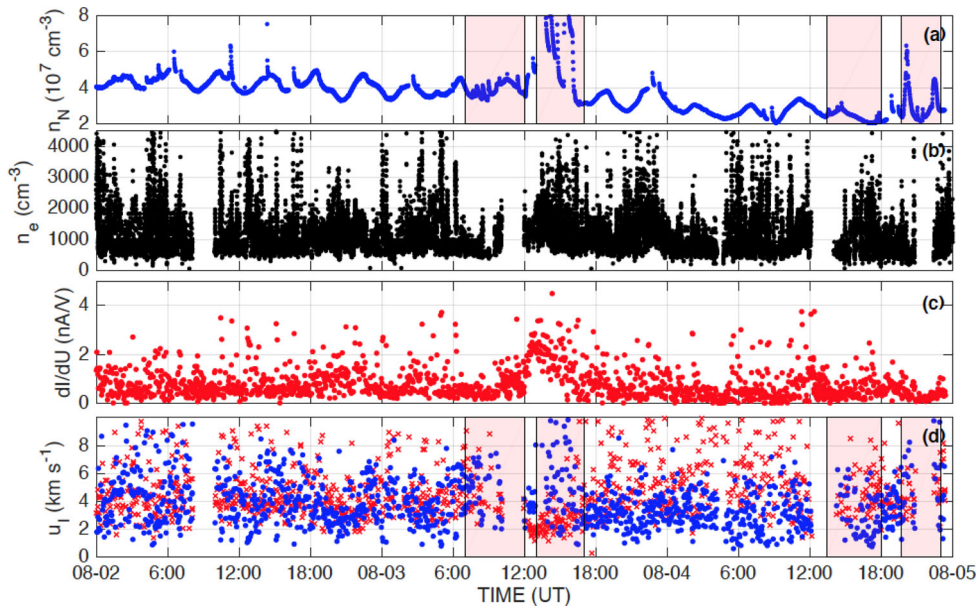 8
6
4
2
n_N (10^7 cm^-3)
(a)
4000
3000
2000
1000
0
n_e (cm^-3)
(b)
4
2
0
dI/dU (nA/V)
(c)
8
6
4
2
0
u_I (km s^-1)
(d)
08-02 6:00 12:00 18:00 08-03 6:00 12:00 18:00 08-04 6:00 12:00 18:00 08-05
TIME (UT)